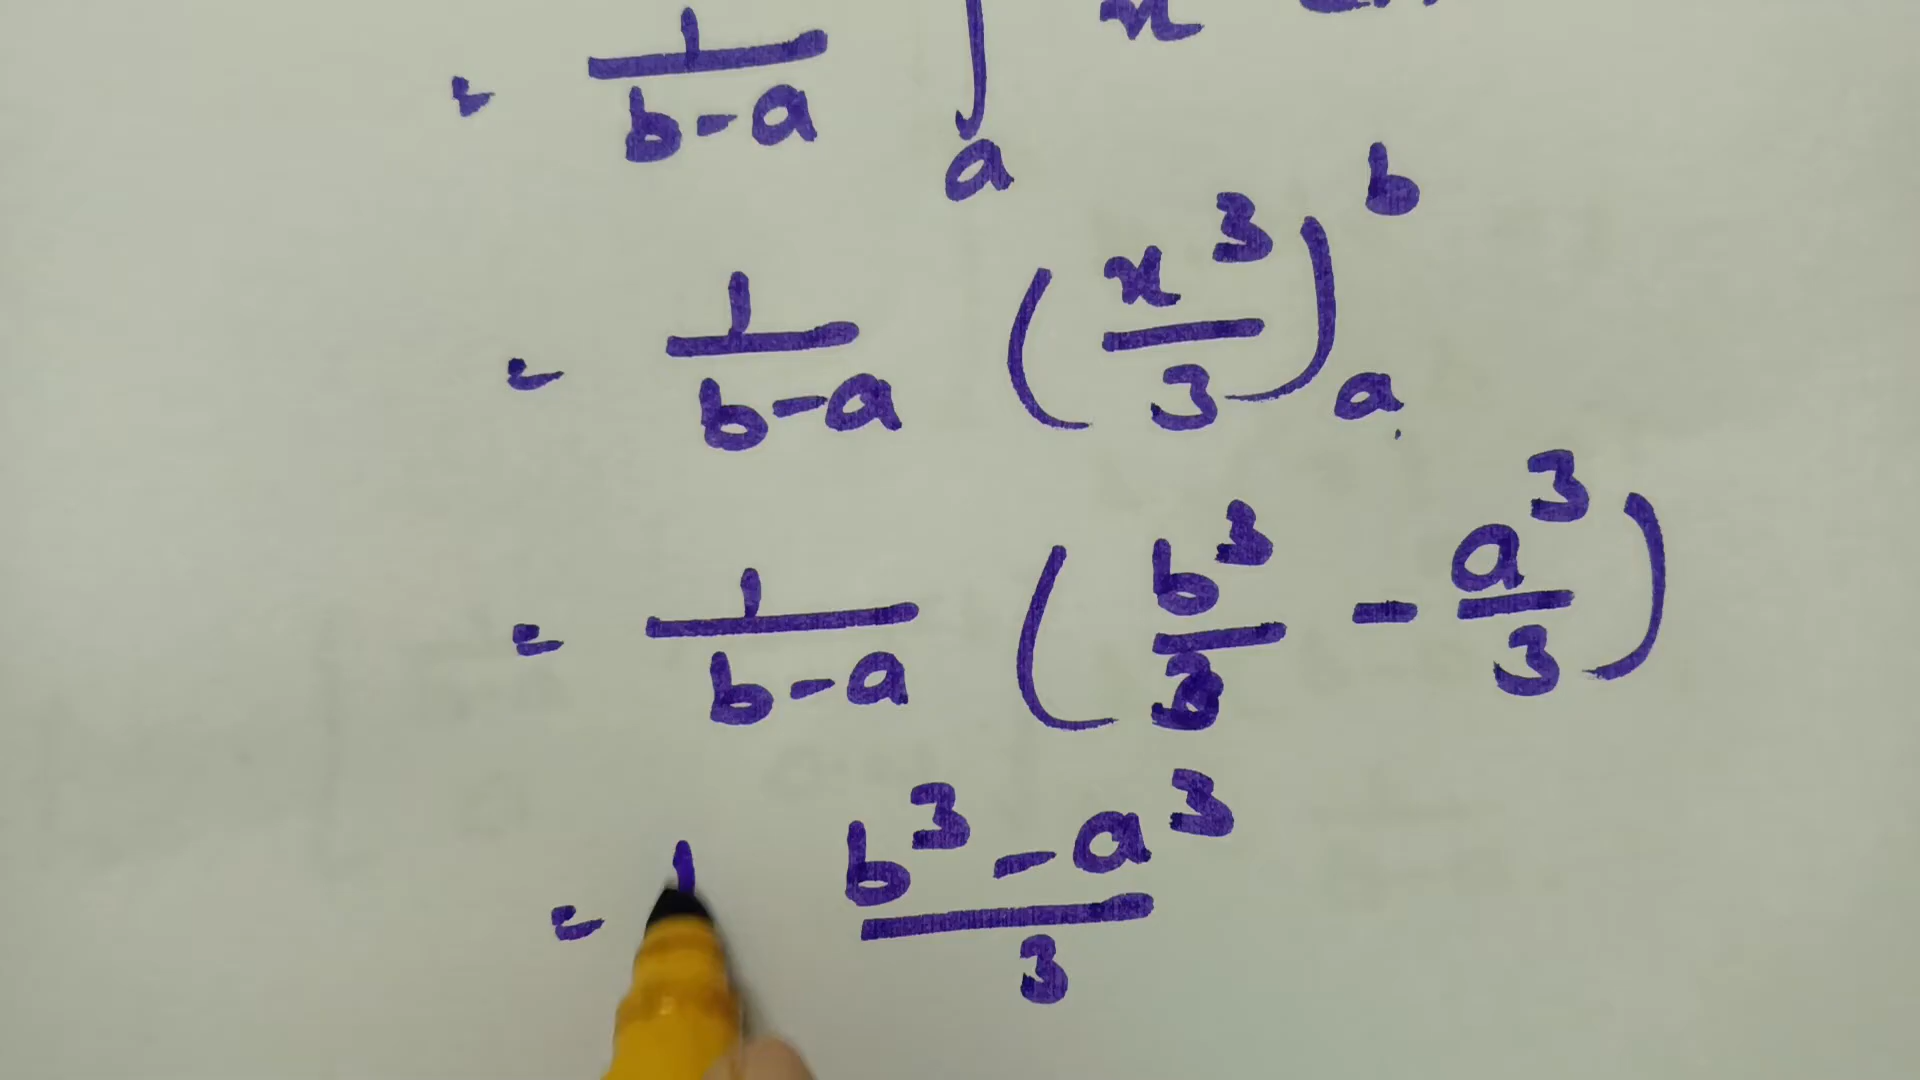 = 1/(b-a) ∫a x
= 1/(b-a) (x³/3)ₐᵇ
= 1/(b-a) (b³/3 - a³/3)
= 1 (b³-a³)/3